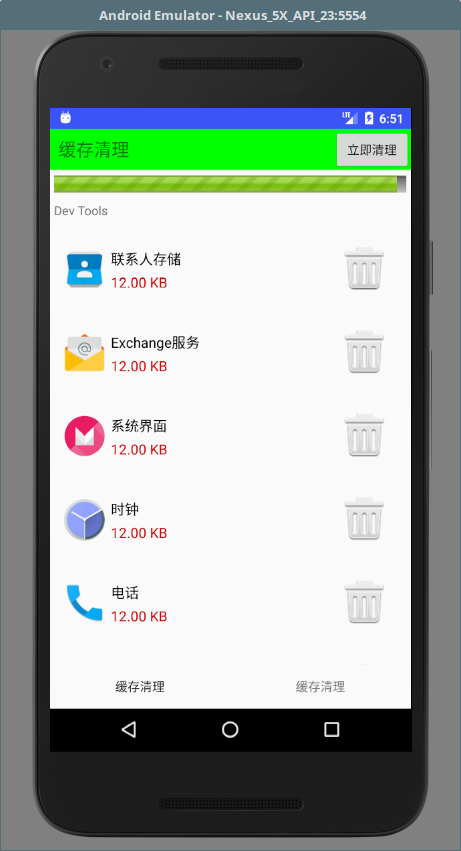 Android Emulator - Nexus_5X_API_23:5554
LTE 6:51
缓存清理 立即清理
Dev Tools
联系人存储
12.00 KB
Exchange服务
12.00 KB
系统界面
12.00 KB
时钟
12.00 KB
电话
12.00 KB
缓存清理 缓存清理